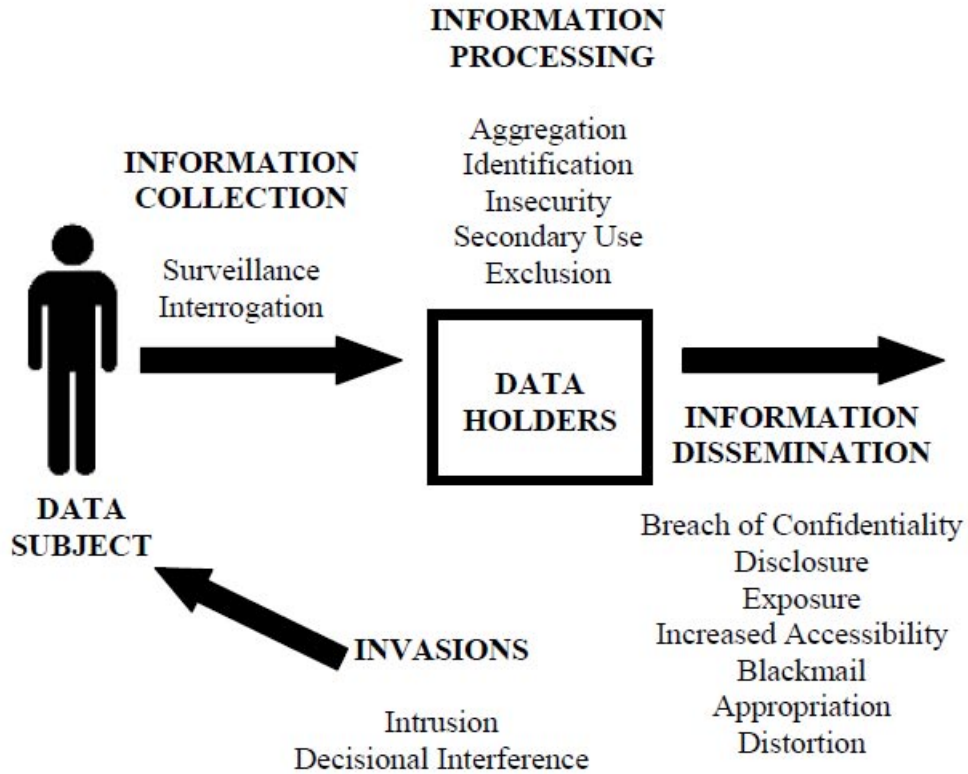 INFORMATION
PROCESSING
Aggregation
Identification
Insecurity
Secondary Use
Exclusion
INFORMATION
COLLECTION
Surveillance
Interrogation
DATA
HOLDERS
INFORMATION
DISSEMINATION
Breach of Confidentiality
Disclosure
Exposure
Increased Accessibility
Blackmail
Appropriation
Distortion
DATA
SUBJECT
INVASIONS
Intrusion
Decisional Interference